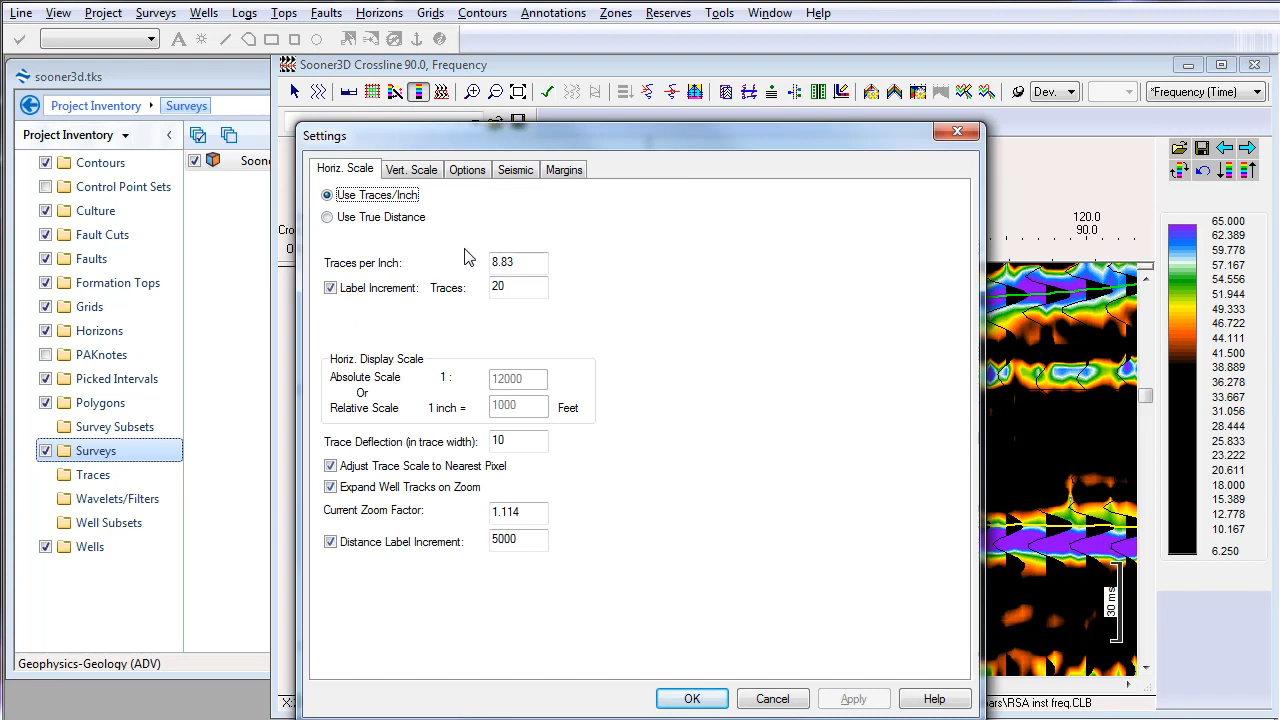 Line View Project Surveys Wells Logs Tops Faults Horizons Grids Contours Annotations Zones Reserves Tools Window Help
sooner3d.tks
Project Inventory Surveys
Project Inventory
Contours
Control Point Sets
Culture
Fault Cuts
Faults
Formation Tops
Grids
Horizons
PAKnotes
Picked Intervals
Polygons
Survey Subsets
Surveys
Traces
Wavelets/Filters
Well Subsets
Wells
Geophysics-Geology (ADV)
Soone
Sooner3D Crossline 90.0, Frequency
Dev...
*Frequency (Time)
Settings
Horiz. Scale Vert. Scale Options Seismic Margins
Use Traces/Inch
Use True Distance
Traces per Inch: 8.83
Label Increment: Traces: 20
Horiz. Display Scale
Absolute Scale 1 : 12000
Or
Relative Scale 1 inch = 1000 Feet
Trace Deflection (in trace width): 10
Adjust Trace Scale to Nearest Pixel
Expand Well Tracks on Zoom
Current Zoom Factor: 1.114
Distance Label Increment: 5000
OK Cancel Apply Help
Cros
0
120.0
90.0
30 ms
65.000
62.389
59.778
57.167
54.556
51.944
49.333
46.722
44.111
41.500
38.889
36.278
33.667
31.056
28.444
25.833
23.222
20.611
18.000
15.389
12.778
10.167
6.250
X:
ars\RSA inst freq.CLB